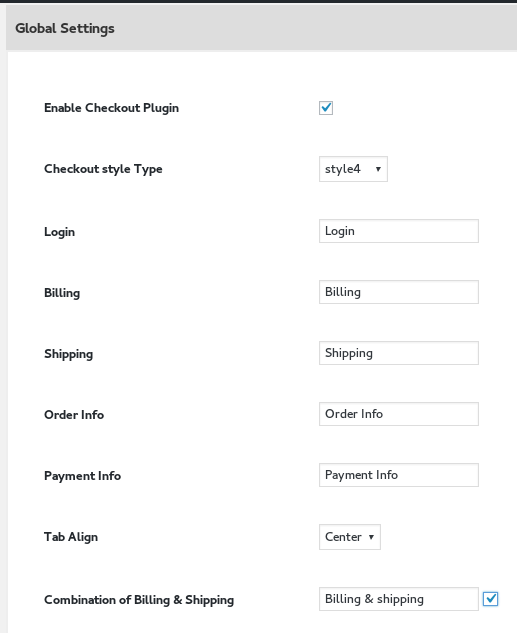 Global Settings
Enable Checkout Plugin
Checkout style Type style4
Login Login
Billing Billing
Shipping Shipping
Order Info Order Info
Payment Info Payment Info
Tab Align Center
Combination of Billing & Shipping Billing & shipping